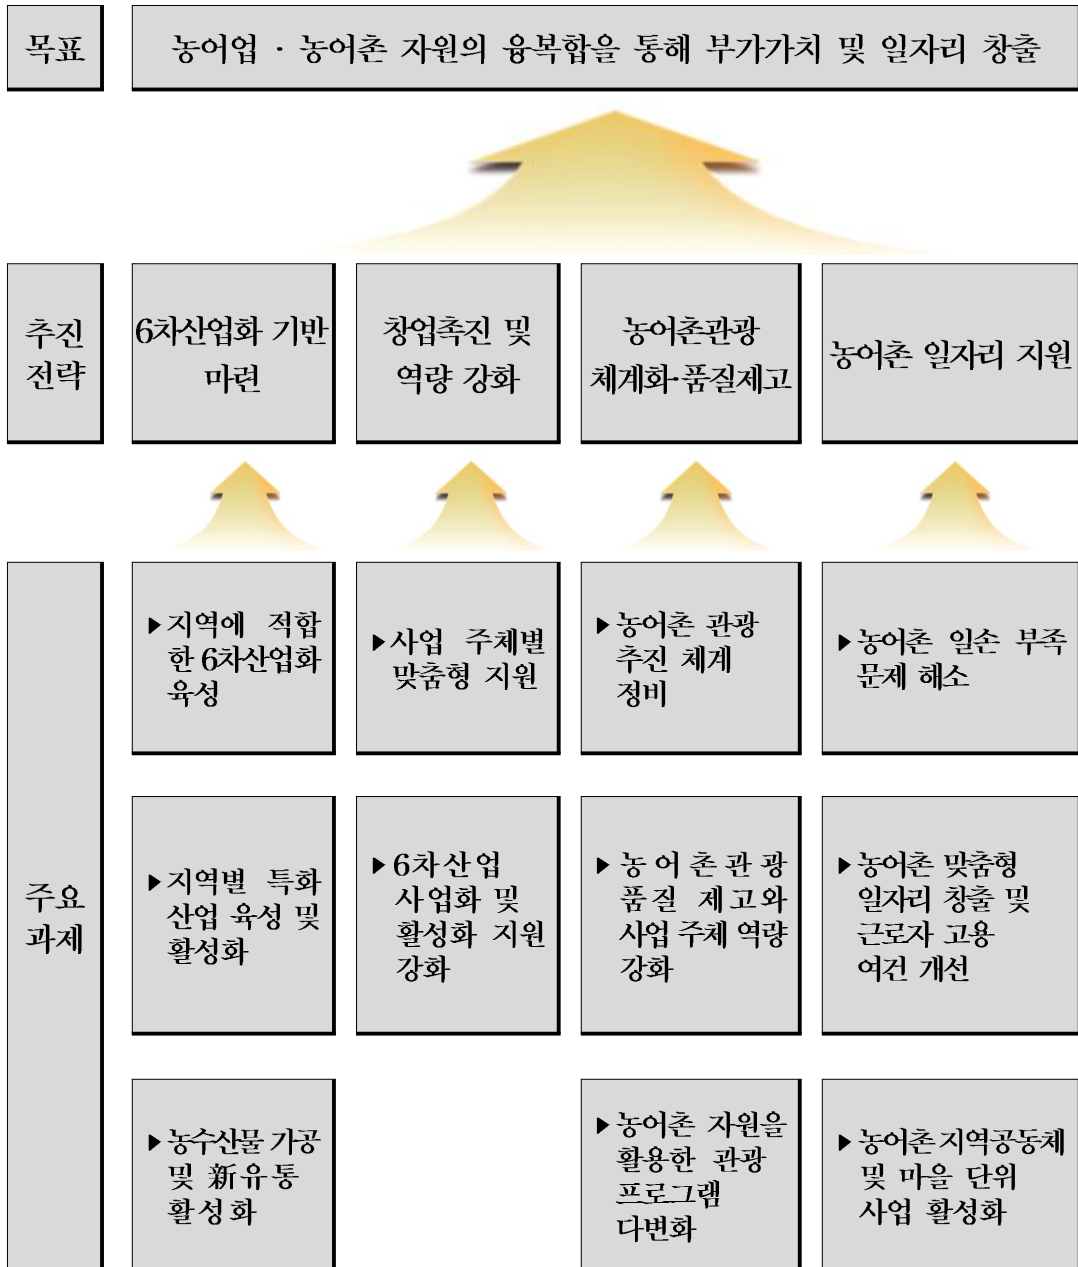 목표
농어업 · 농어촌 자원의 융복합을 통해 부가가치 및 일자리 창출
추진
전략
6차산업화 기반
마련
창업촉진 및
역량 강화
농어촌관광
체계화·품질제고
농어촌 일자리 지원
주요
과제
▶지역에 적합
한 6차산업화
육성
▶사업 주체별
맞춤형 지원
▶농어촌 관광
추진 체계
정비
▶농어촌 일손 부족
문제 해소
▶지역별 특화
산업 육성 및
활성화
▶6차산업
사업화 및
활성화 지원
강화
▶농어촌관광
품질 제고와
사업 주체 역량
강화
▶농어촌 맞춤형
일자리 창출 및
근로자 고용
여건 개선
▶농수산물 가공
및 新유통
활성화
▶농어촌 자원을
활용한 관광
프로그램
다변화
▶농어촌지역공동체
및 마을 단위
사업 활성화